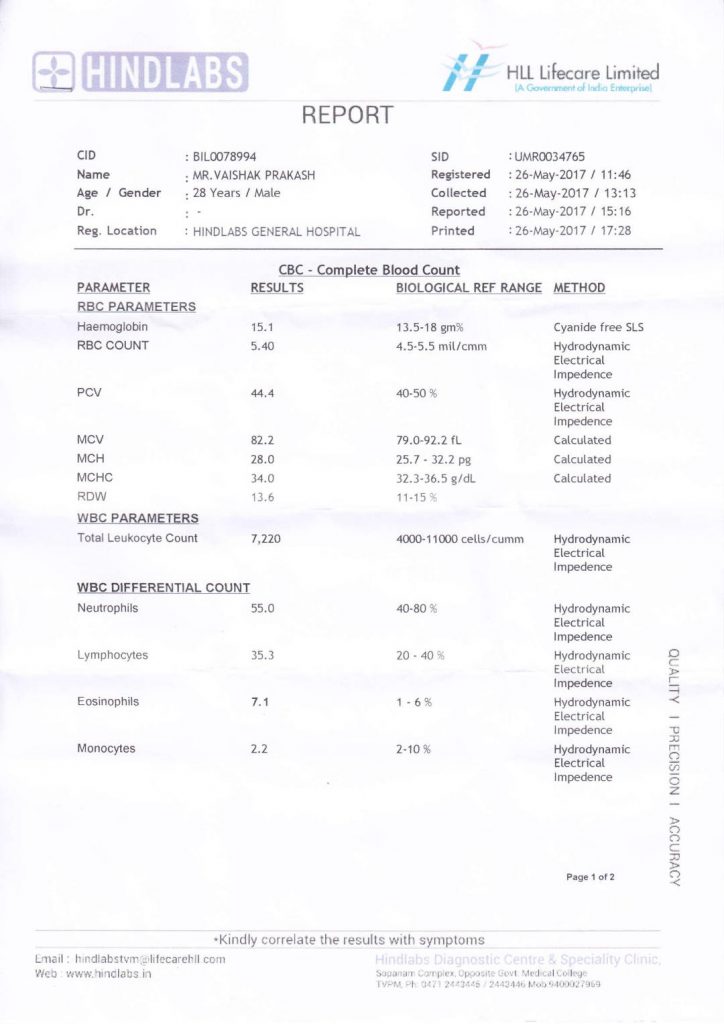 HINDLABS
HLL Lifecare Limited
(A Government of India Enterprise)
REPORT
CID : BIL0078994 SID : UMR0034765
Name : MR.VAISHAK PRAKASH Registered : 26-May-2017 / 11:46
Age / Gender : 28 Years / Male Collected : 26-May-2017 / 13:13
Dr. : - Reported : 26-May-2017 / 15:16
Reg. Location : HINDLABS GENERAL HOSPITAL Printed : 26-May-2017 / 17:28
CBC - Complete Blood Count
PARAMETER RESULTS BIOLOGICAL REF RANGE METHOD
RBC PARAMETERS
Haemoglobin 15.1 13.5-18 gm% Cyanide free SLS
RBC COUNT 5.40 4.5-5.5 mil/cmm Hydrodynamic
Electrical
Impedence
PCV 44.4 40-50 % Hydrodynamic
Electrical
Impedence
MCV 82.2 79.0-92.2 fL Calculated
MCH 28.0 25.7 - 32.2 pg Calculated
MCHC 34.0 32.3-36.5 g/dL Calculated
RDW 13.6 11-15 %
WBC PARAMETERS
Total Leukocyte Count 7,220 4000-11000 cells/cumm Hydrodynamic
Electrical
Impedence
WBC DIFFERENTIAL COUNT
Neutrophils 55.0 40-80 % Hydrodynamic
Electrical
Impedence
Lymphocytes 35.3 20 - 40 % Hydrodynamic
Electrical
Impedence
Eosinophils 7.1 1 - 6 % Hydrodynamic
Electrical
Impedence
Monocytes 2.2 2-10 % Hydrodynamic
Electrical
Impedence
QUALITY I PRECISION I ACCURACY
Page 1 of 2
*Kindly correlate the results with symptoms
Email : hindlabstvm@lifecarehll.com
Web : www.hindlabs.in
Hindlabs Diagnostic Centre & Speciality Clinic,
Sopanam Complex, Opposite Govt. Medical College
TVPM, Ph: 0471 2443445 / 2443446 Mob:9400027969